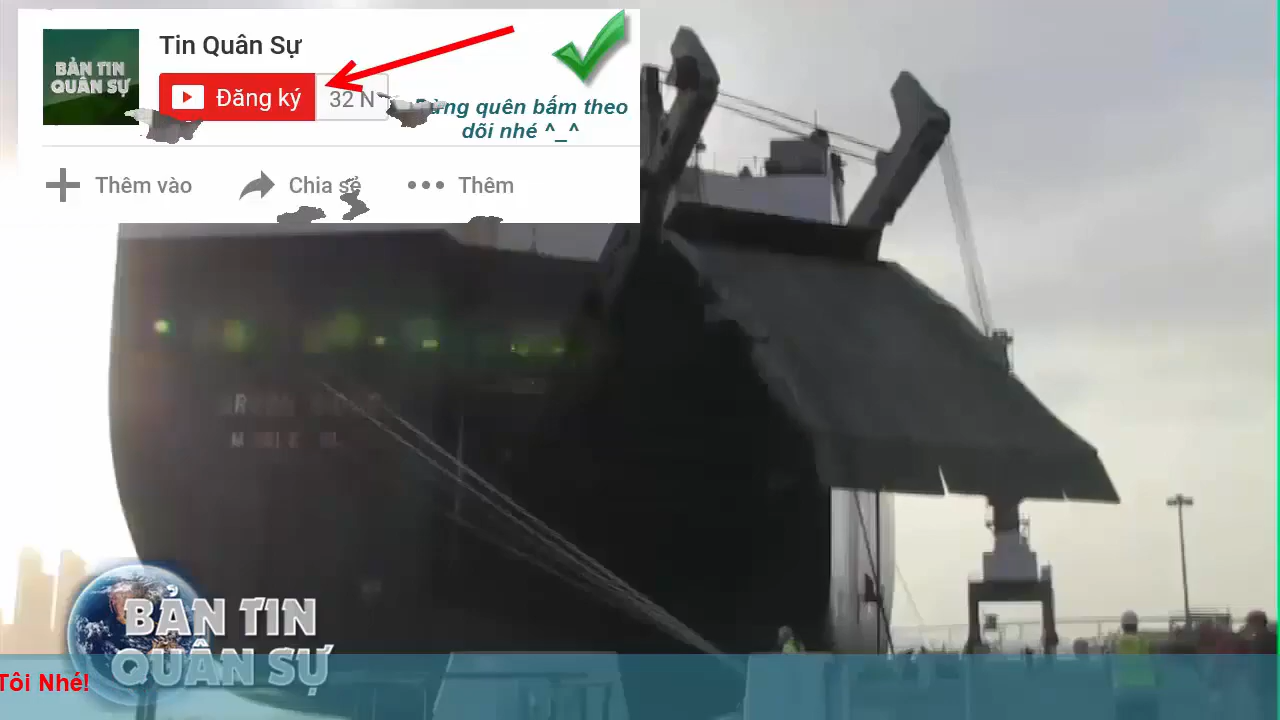 Tin Quân Sự
BẢN TIN
QUÂN SỰ
Đăng ký
32 N
quên bấm theo
dõi nhé ^_^
Thêm vào
Chia sẻ
Thêm
BẢN TIN
QUÂN SỰ
Tôi Nhé!